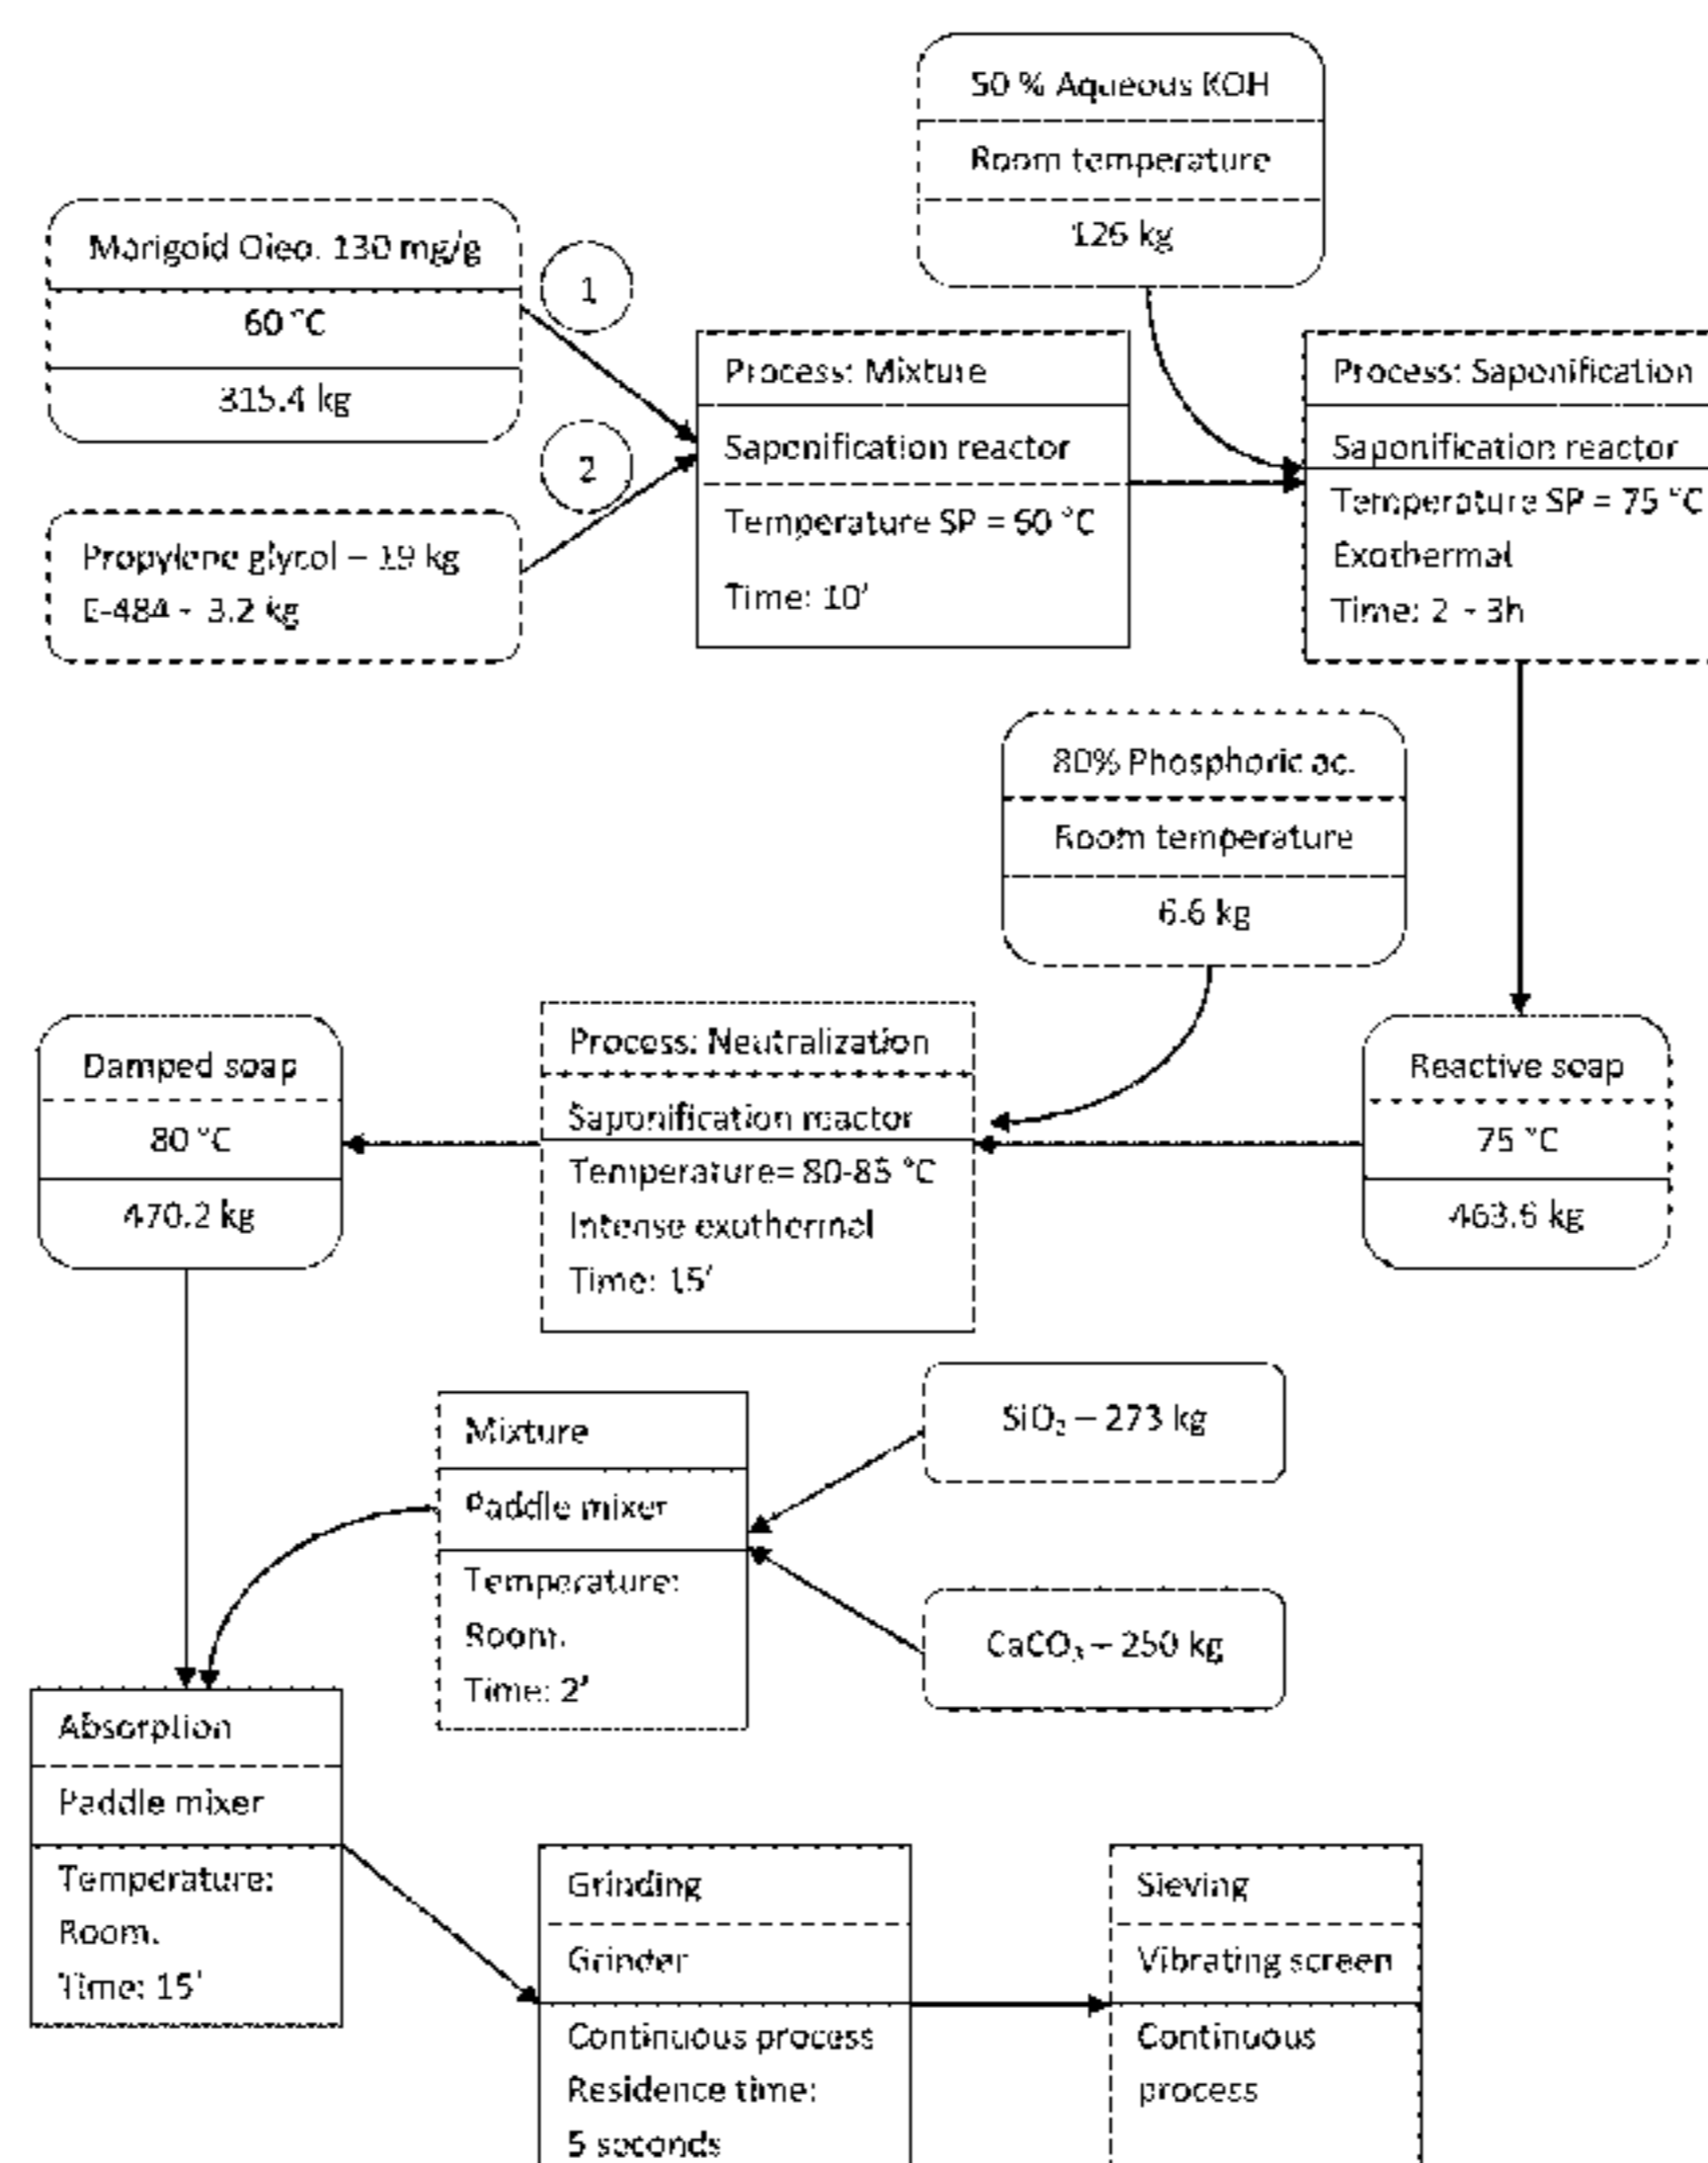 50 % Aqueous KOH
Room temperature
126 kg
Marigold Oleo. 130 mg/g
60 °C
315.4 kg
1
2
Propylene glycol – 19 kg
E-484 - 3.2 kg
Process: Mixture
Saponification reactor
Temperature SP = 60 °C
Time: 10'
Process: Saponification
Saponification reactor
Temperature SP = 75 °C
Exothermal
Time: 2 - 3h
80% Phosphoric ac.
Room temperature
6.6 kg
Damped soap
80 °C
470.2 kg
Process: Neutralization
Saponification reactor
Temperature= 80-85 °C
Intense exothermal
Time: 15'
Reactive soap
75 °C
463.6 kg
Mixture
Paddle mixer
Temperature:
Room.
Time: 2'
SiO₂ – 273 kg
CaCO₃ – 250 kg
Absorption
Paddle mixer
Temperature:
Room.
Time: 15'
Grinding
Grinder
Continuous process
Residence time:
5 seconds
Sieving
Vibrating screen
Continuous
process